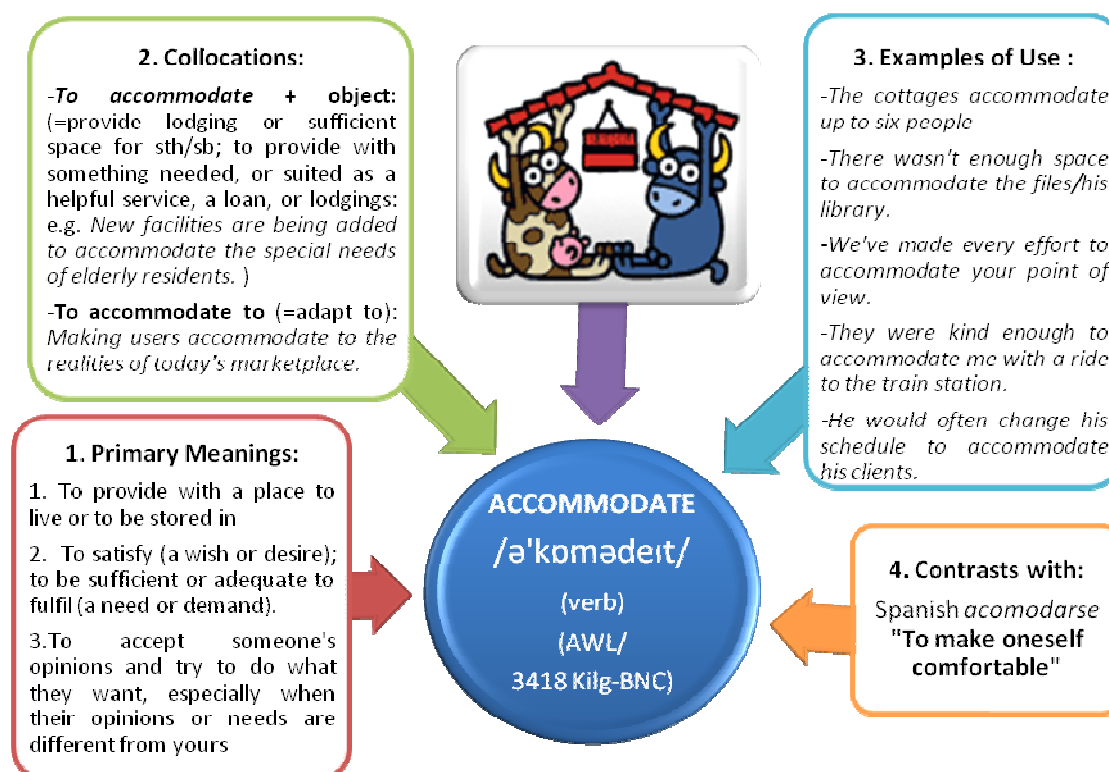 2. Collocations:
-To accommodate + object:
(=provide lodging or sufficient
space for sth/sb; to provide with
something needed, or suited as a
helpful service, a loan, or lodgings:
e.g. New facilities are being added
to accommodate the special needs
of elderly residents. )
-To accommodate to (=adapt to):
Making users accommodate to the
realities of today's marketplace.
3. Examples of Use :
-The cottages accommodate
up to six people
-There wasn't enough space
to accommodate the files/his
library.
-We've made every effort to
accommodate your point of
view.
-They were kind enough to
accommodate me with a ride
to the train station.
-He would often change his
schedule to accommodate
his clients.
1. Primary Meanings:
1. To provide with a place to
live or to be stored in
2. To satisfy (a wish or desire);
to be sufficient or adequate to
fulfil (a need or demand).
3.To accept someone's
opinions and try to do what
they want, especially when
their opinions or needs are
different from yours
ACCOMMODATE
/ə'kɒmədeɪt/
(verb)
(AWL/
3418 Kilg-BNC)
4. Contrasts with:
Spanish acomodarse
"To make oneself
comfortable"